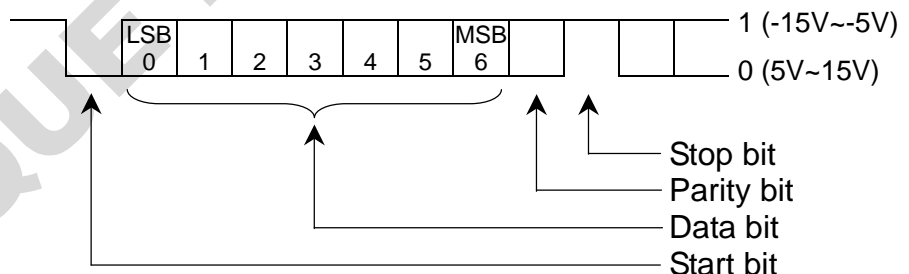 1 (-15V~-5V)
LSB MSB
0 1 2 3 4 5 6
0 (5V~15V)
Stop bit
Parity bit
Data bit
Start bit
QUE